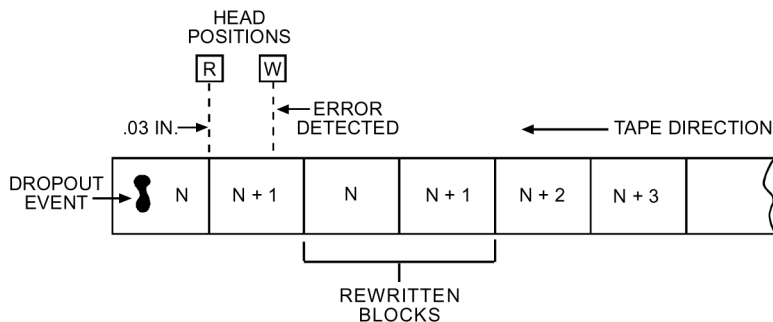 HEAD
POSITIONS
R W
.03 IN.
ERROR
DETECTED
TAPE DIRECTION
DROPOUT
EVENT
N N + 1 N N + 1 N + 2 N + 3
REWRITTEN
BLOCKS